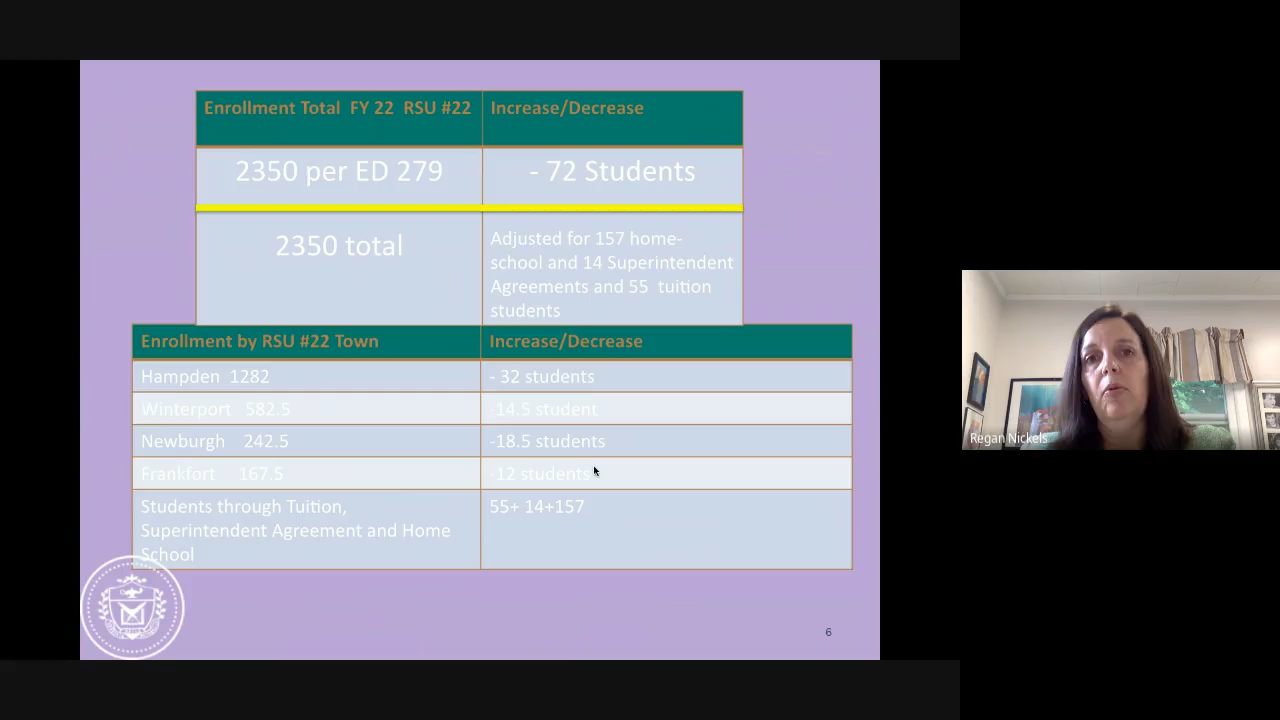 Enrollment Total FY 22 RSU #22
Increase/Decrease
2350 per ED 279
- 72 Students
2350 total
Adjusted for 157 home-
school and 14 Superintendent
Agreements and 55 tuition
students
Enrollment by RSU #22 Town
Increase/Decrease
Hampden 1282
- 32 students
Winterport 582.5
-14.5 student
Newburgh 242.5
-18.5 students
Frankfort 167.5
-12 students
Students through Tuition,
Superintendent Agreement and Home
School
55+ 14+157
6
Regan Nickels